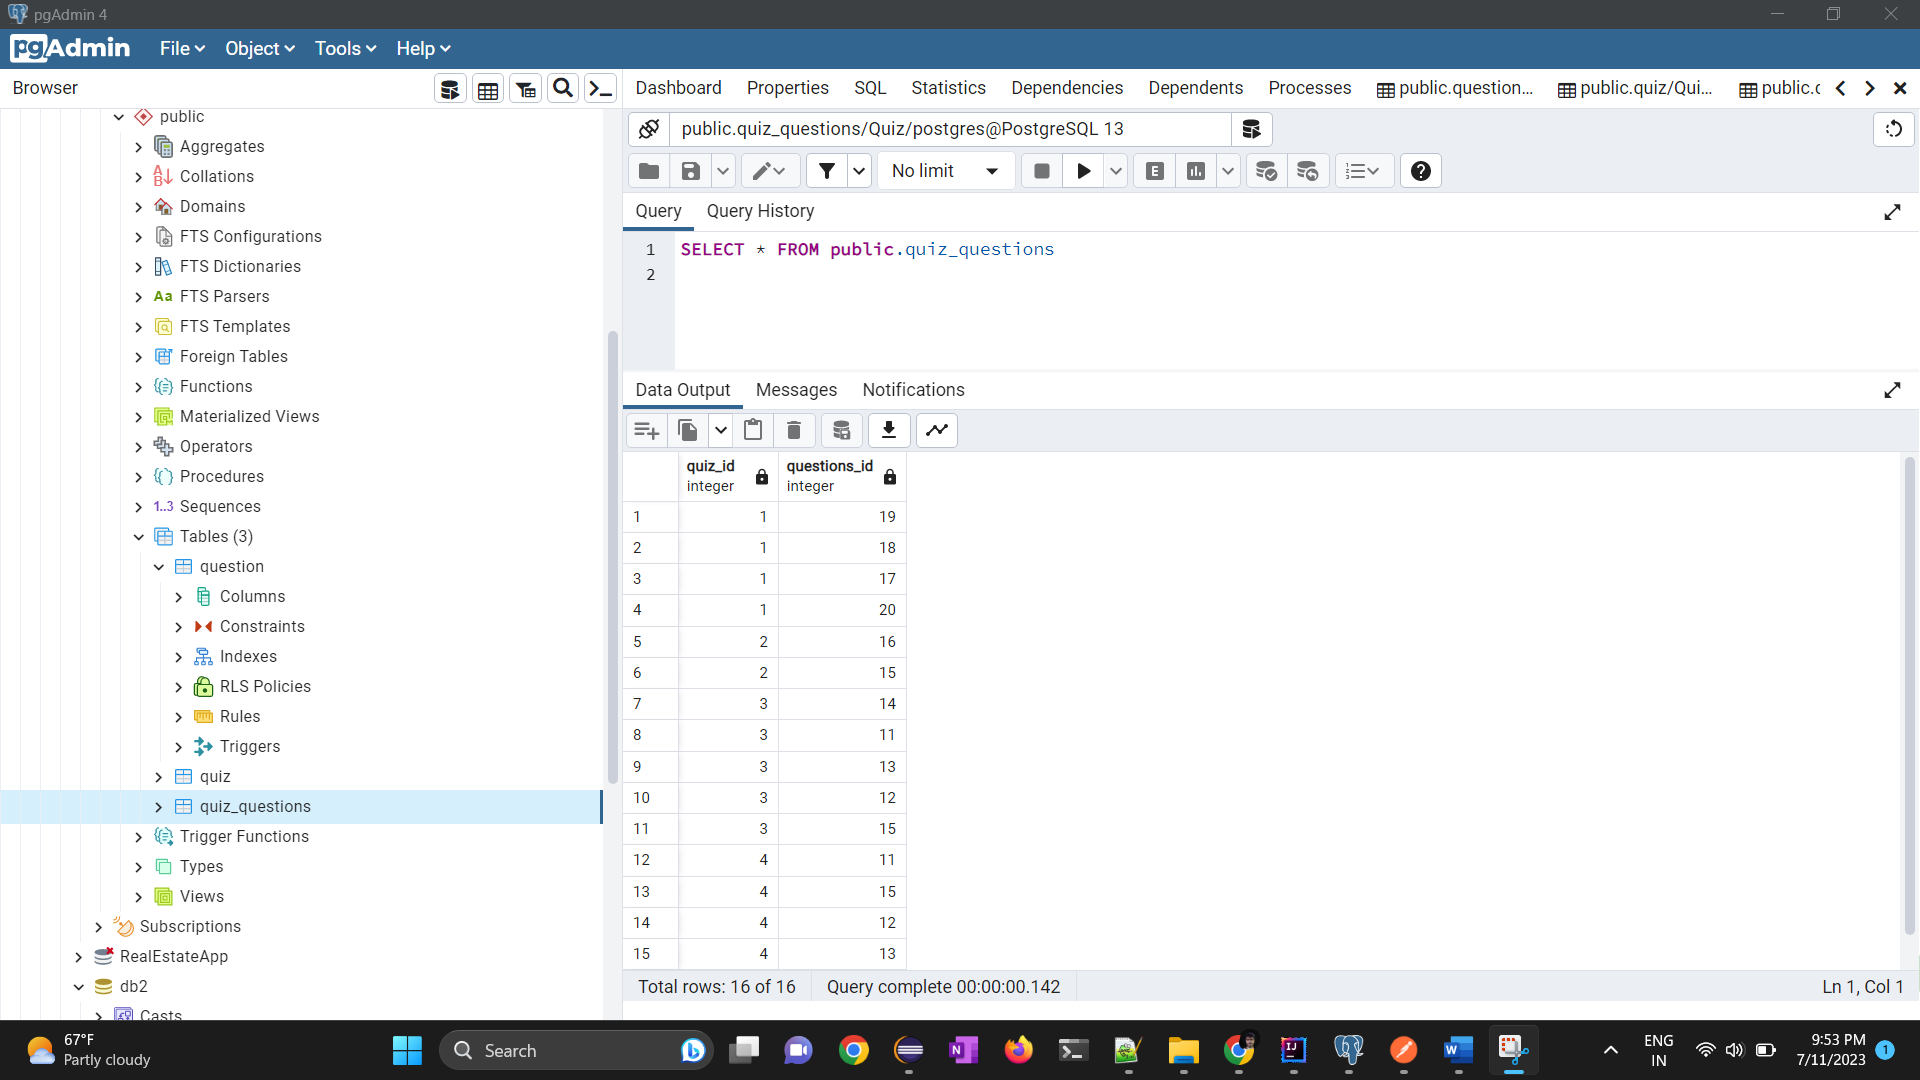 pgAdmin 4
pgAdmin File Object Tools Help
Browser
Dashboard Properties SQL Statistics Dependencies Dependents Processes public.question... public.quiz/Qui... public.c
public
Aggregates
Collations
Domains
FTS Configurations
FTS Dictionaries
Aa FTS Parsers
FTS Templates
Foreign Tables
Functions
Materialized Views
Operators
Procedures
1..3 Sequences
Tables (3)
question
Columns
Constraints
Indexes
RLS Policies
Rules
Triggers
quiz
quiz_questions
Trigger Functions
Types
Views
Subscriptions
RealEstateApp
db2
Casts
public.quiz_questions/Quiz/postgres@PostgreSQL 13
No limit E
Query Query History
1 SELECT * FROM public.quiz_questions
2
Data Output Messages Notifications
quiz_id questions_id
integer integer
1 1 19
2 1 18
3 1 17
4 1 20
5 2 16
6 2 15
7 3 14
8 3 11
9 3 13
10 3 12
11 3 15
12 4 11
13 4 15
14 4 12
15 4 13
Total rows: 16 of 16 Query complete 00:00:00.142 Ln 1, Col 1
67°F
Partly cloudy
Search
ENG
IN
9:53 PM
7/11/2023
1